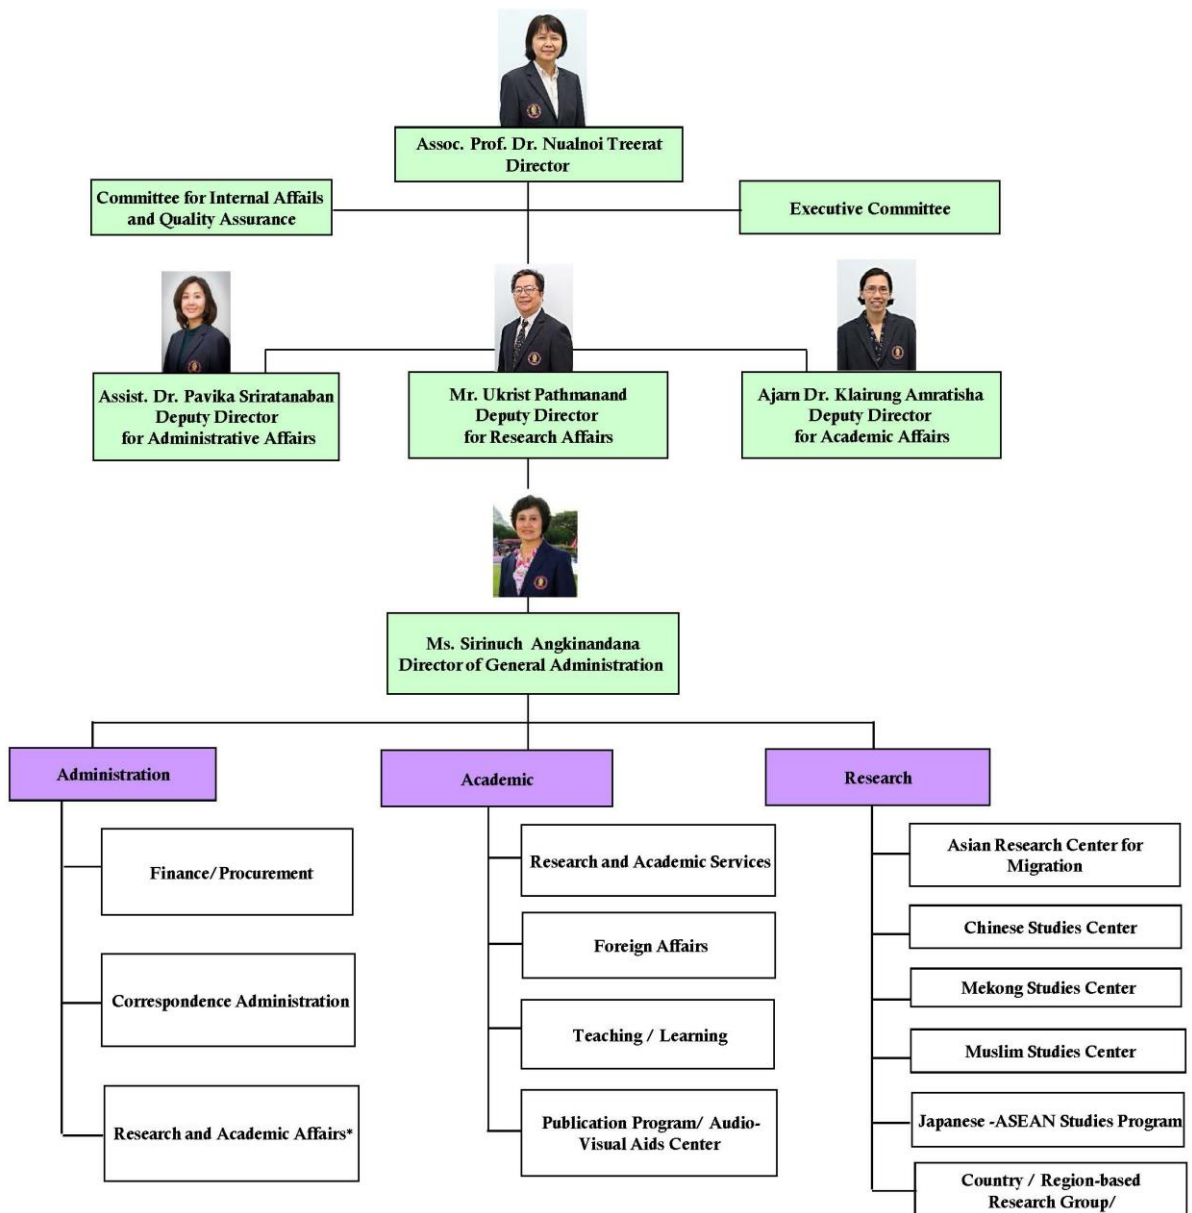 Assoc. Prof. Dr. Nualnoi Treerat
Director
Committee for Internal Affails
and Quality Assurance
Executive Committee
Assist. Dr. Pavika Sriratanaban
Deputy Director
for Administrative Affairs
Mr. Ukrist Pathmanand
Deputy Director
for Research Affairs
Ajarn Dr. Klairung Amratisha
Deputy Director
for Academic Affairs
Ms. Sirinuch Angkinandana
Director of General Administration
Administration
Academic
Research
Finance/ Procurement
Correspondence Administration
Research and Academic Affairs*
Research and Academic Services
Foreign Affairs
Teaching / Learning
Publication Program/ Audio-
Visual Aids Center
Asian Research Center for
Migration
Chinese Studies Center
Mekong Studies Center
Muslim Studies Center
Japanese -ASEAN Studies Program
Country / Region-based
Research Group/